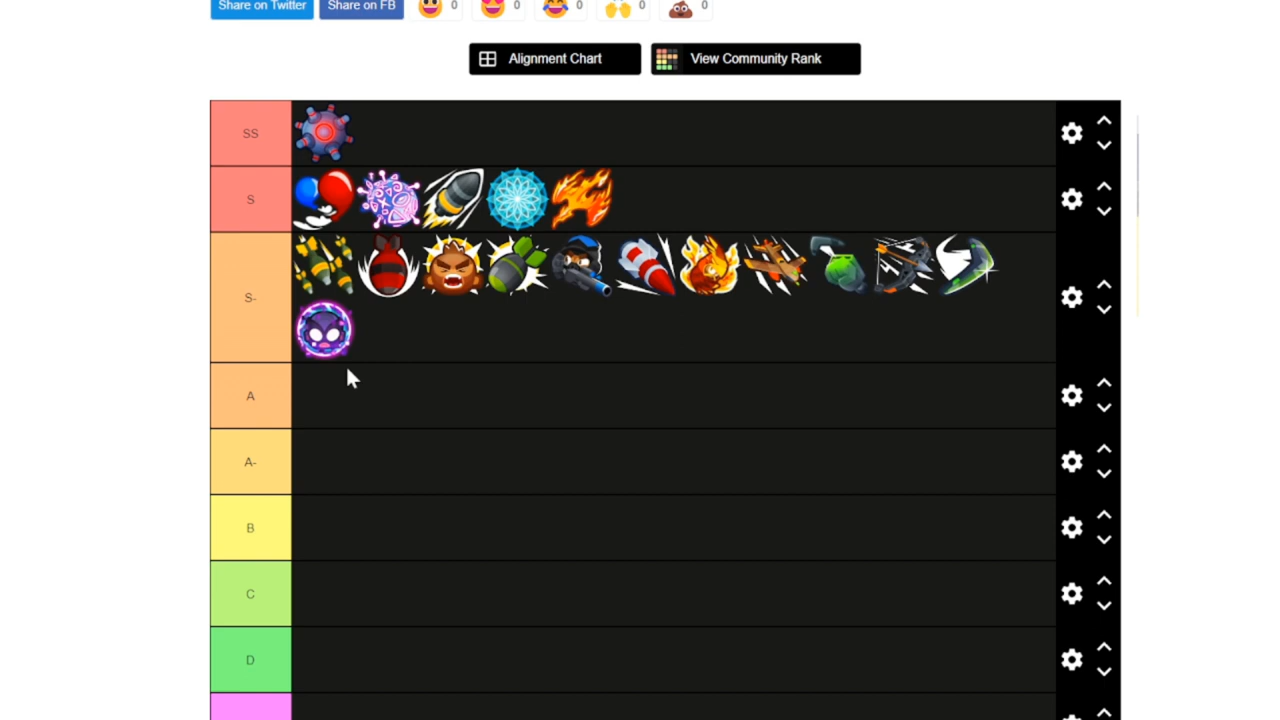 Share on Twitter Share on FB 0 0 0 0 0
Alignment Chart View Community Rank
SS
S
S-
A
A-
B
C
D